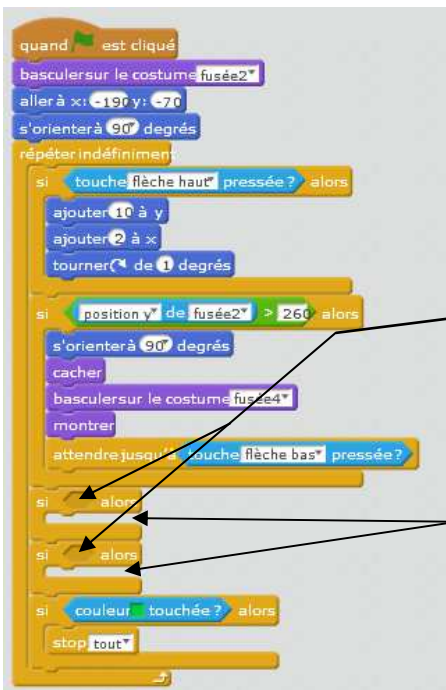 quand est cliqué
basculer sur le costume fusée2
aller à x: -190 y: -70
s'orienter à 90 degrés
répéter indéfiniment
si touche flèche haut pressée ? alors
ajouter 10 à y
ajouter 2 à x
tourner de 1 degrés
si position y de fusée2 > 260 alors
s'orienter à 90 degrés
cacher
basculer sur le costume fusée4
montrer
attendre jusqu'à touche flèche bas pressée ?
si alors
si alors
si couleur touchée ? alors
stop tout